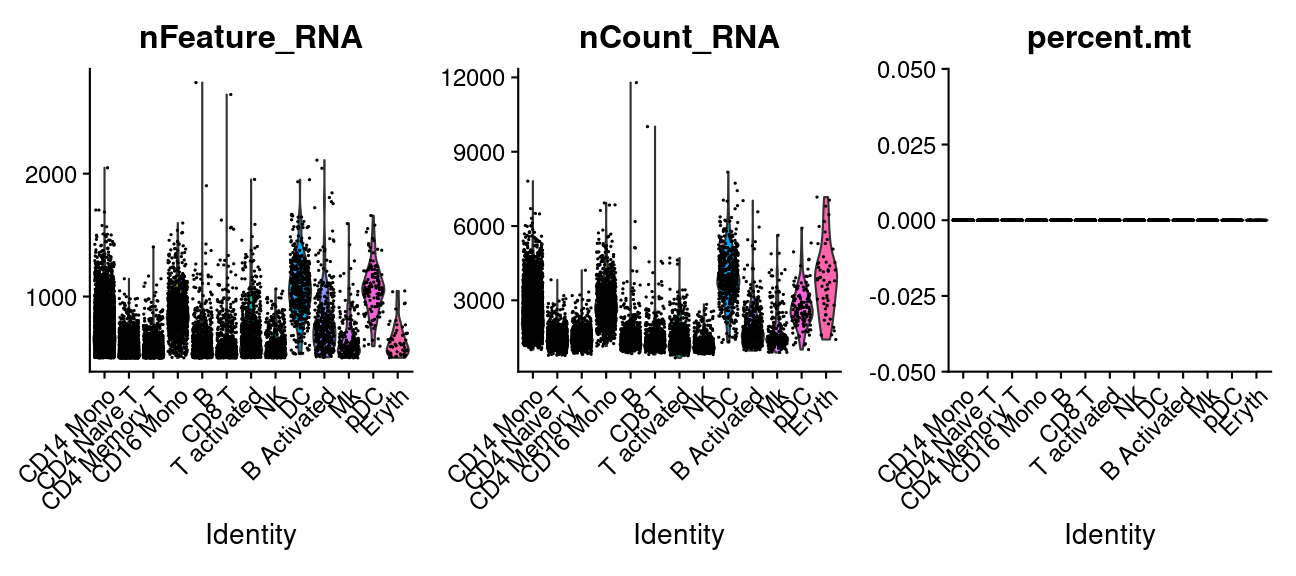 nFeature_RNA
2000
1000
CD14 Mono
CD4 Naive T
CD4 Memory T
CD16 Mono
B
CD8 T
T activated
NK
DC
B Activated
Mk
pDC
Eryth
Identity
nCount_RNA
12000
9000
6000
3000
CD14 Mono
CD4 Naive T
CD4 Memory T
CD16 Mono
B
CD8 T
T activated
NK
DC
B Activated
Mk
pDC
Eryth
Identity
percent.mt
0.050
0.025
0.000
-0.025
-0.050
CD14 Mono
CD4 Naive T
CD4 Memory T
CD16 Mono
B
CD8 T
T activated
NK
DC
B Activated
Mk
pDC
Eryth
Identity